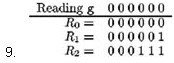 Reading g 0 0 0 0 0 0
R₀ = 0 0 0 0 0 0
R₁ = 0 0 0 0 0 1
9. R₂ = 0 0 0 1 1 1